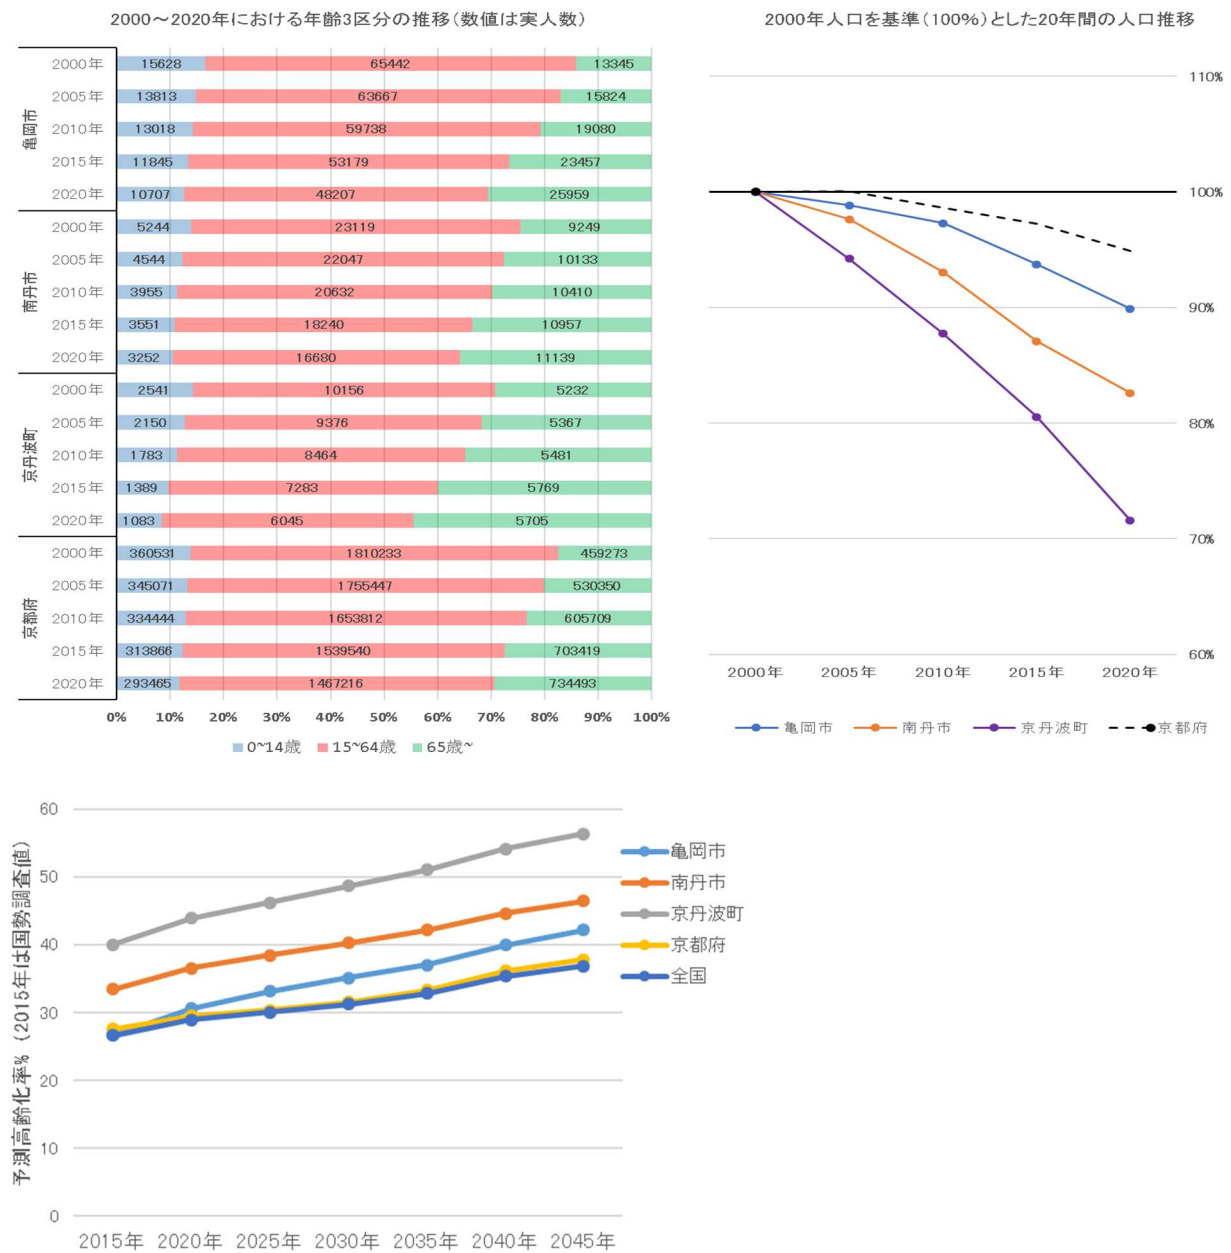 2000～2020年における年齢3区分の推移(数値は実人数)
亀岡市
2000年 15628 65442 13345
2005年 13813 63667 15824
2010年 13018 59738 19080
2015年 11845 53179 23457
2020年 10707 48207 25959
南丹市
2000年 5244 23119 9249
2005年 4544 22047 10133
2010年 3955 20632 10410
2015年 3551 18240 10957
2020年 3252 16680 11139
京丹波町
2000年 2541 10156 5232
2005年 2150 9376 5367
2010年 1783 8464 5481
2015年 1389 7283 5769
2020年 1083 6045 5705
京都府
2000年 360531 1810233 459273
2005年 345071 1755447 530350
2010年 334444 1653812 605709
2015年 313866 1539540 703419
2020年 293465 1467216 734493
0% 10% 20% 30% 40% 50% 60% 70% 80% 90% 100%
0~14歳 15~64歳 65歳~
2000年人口を基準(100%)とした20年間の人口推移
110%
100%
90%
80%
70%
60%
2000年 2005年 2010年 2015年 2020年
亀岡市 南丹市 京丹波町 京都府
予測高齢化率%(2015年は国勢調査値)
60
50
40
30
20
10
0
2015年 2020年 2025年 2030年 2035年 2040年 2045年
亀岡市
南丹市
京丹波町
京都府
全国